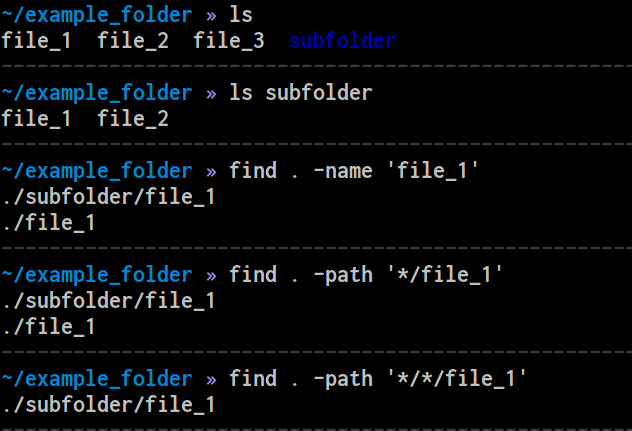 ~/example_folder » ls
file_1  file_2  file_3  subfolder
~/example_folder » ls subfolder
file_1  file_2
~/example_folder » find . -name 'file_1'
./subfolder/file_1
./file_1
~/example_folder » find . -path '*/file_1'
./subfolder/file_1
./file_1
~/example_folder » find . -path '*/*/file_1'
./subfolder/file_1